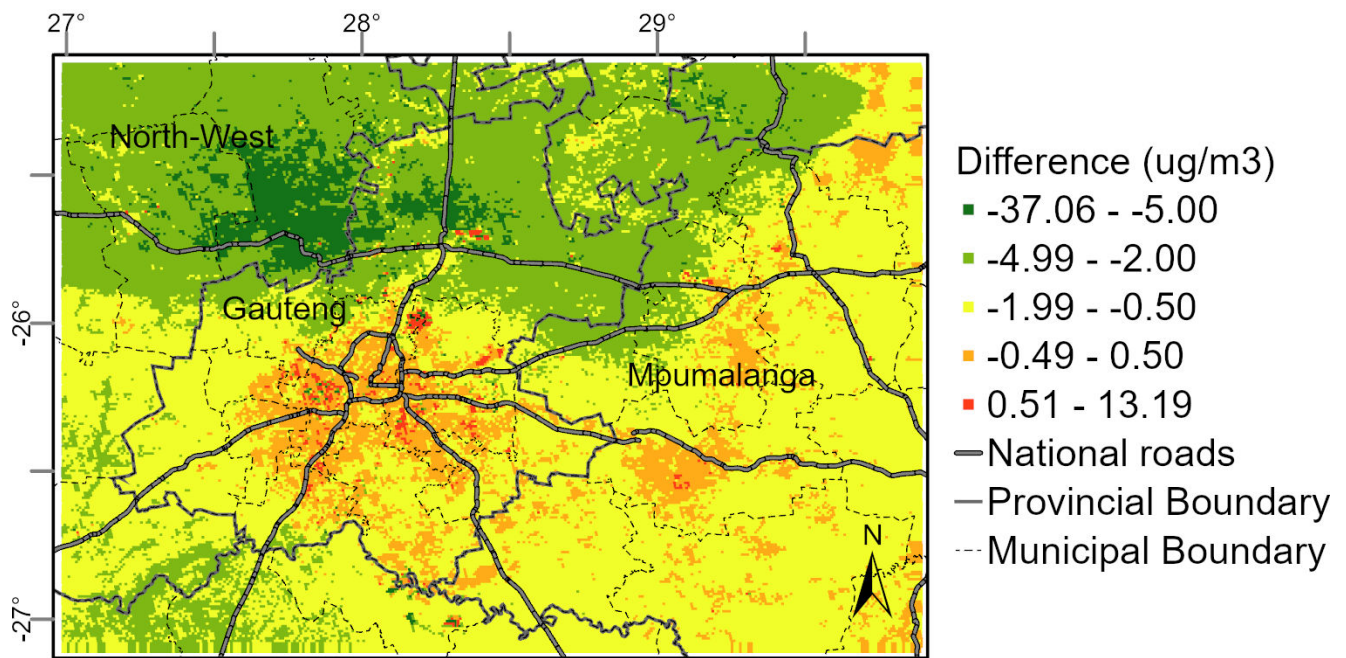 27° 28° 29°
North-West
Gauteng
-26°
Mpumalanga
N
-27°
Difference (ug/m3)
-37.06 - -5.00
-4.99 - -2.00
-1.99 - -0.50
-0.49 - 0.50
0.51 - 13.19
National roads
Provincial Boundary
Municipal Boundary